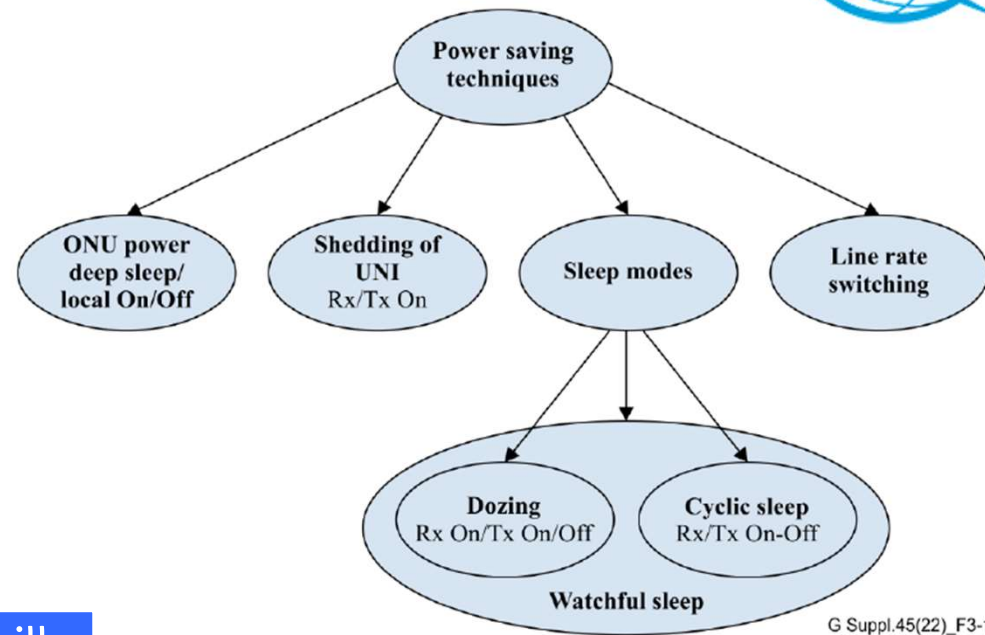 Power saving
techniques
ONU power
deep sleep/
local On/Off
Shedding of
UNI
Rx/Tx On
Sleep modes
Line rate
switching
Dozing
Rx On/Tx On/Off
Cyclic sleep
Rx/Tx On-Off
Watchful sleep
G Suppl.45(22)_F3-1